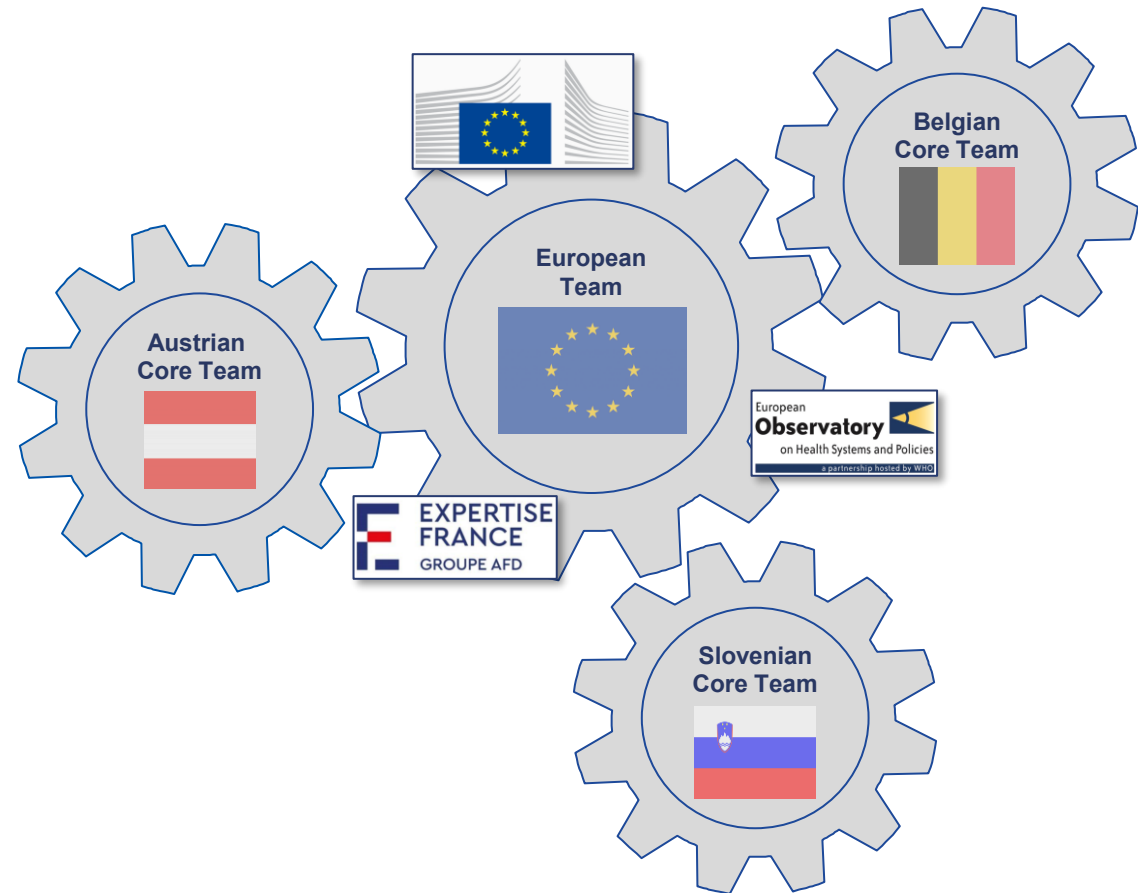 Belgian
Core Team
European
Team
Austrian
Core Team
European
Observatory
on Health Systems and Policies
a partnership hosted by WHO
EXPERTISE
FRANCE
GROUPE AFD
Slovenian
Core Team